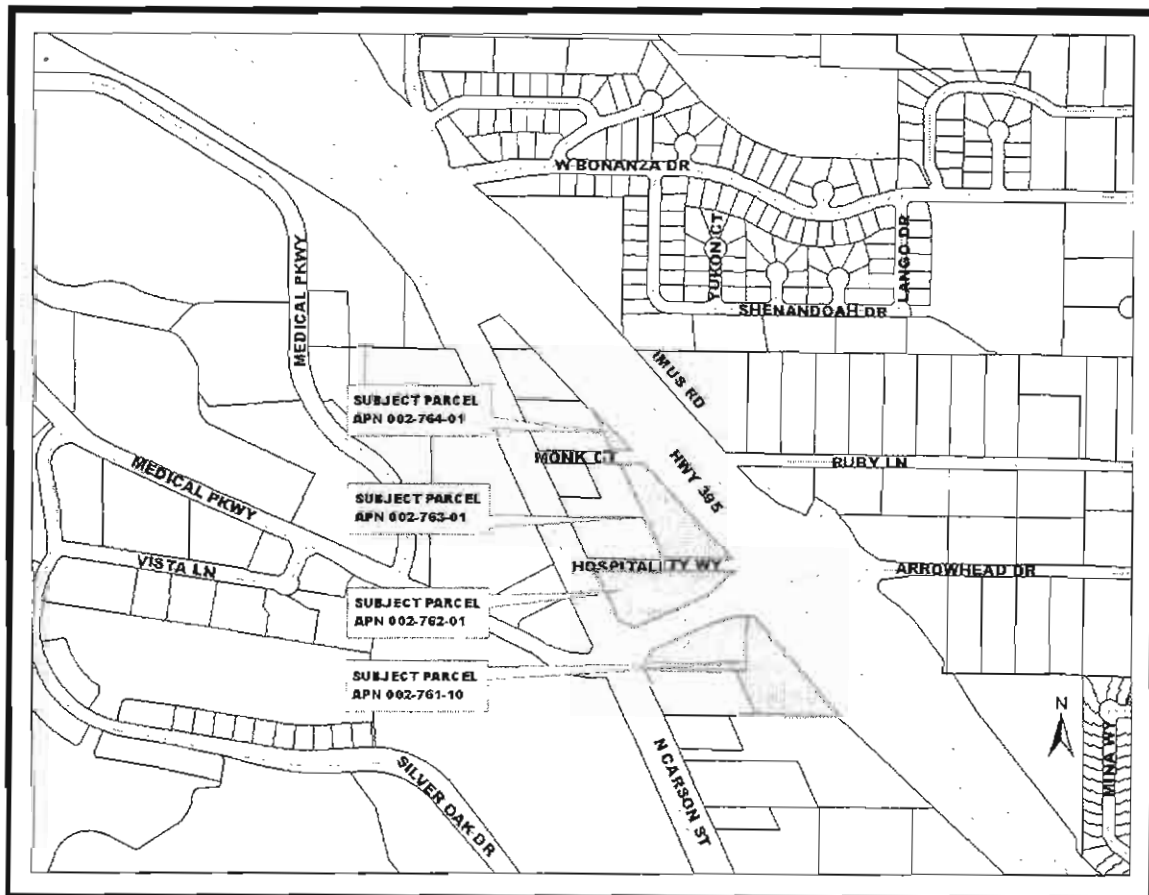 W BONANZA DR
MEDICAL PKWY
YUKON CT
LANGO DR
SHENANDOAH DR
IMUS RD
SUBJECT PARCEL
APN 002-764-01
MONK CT
HWY 395
RUBY LN
MEDICAL PKWY
SUBJECT PARCEL
APN 002-763-01
VISTA LN
HOSPITALITY WY
ARROWHEAD DR
SUBJECT PARCEL
APN 002-762-01
SUBJECT PARCEL
APN 002-761-10
N
MINA WY
N CARSON ST
SILVER OAK DR